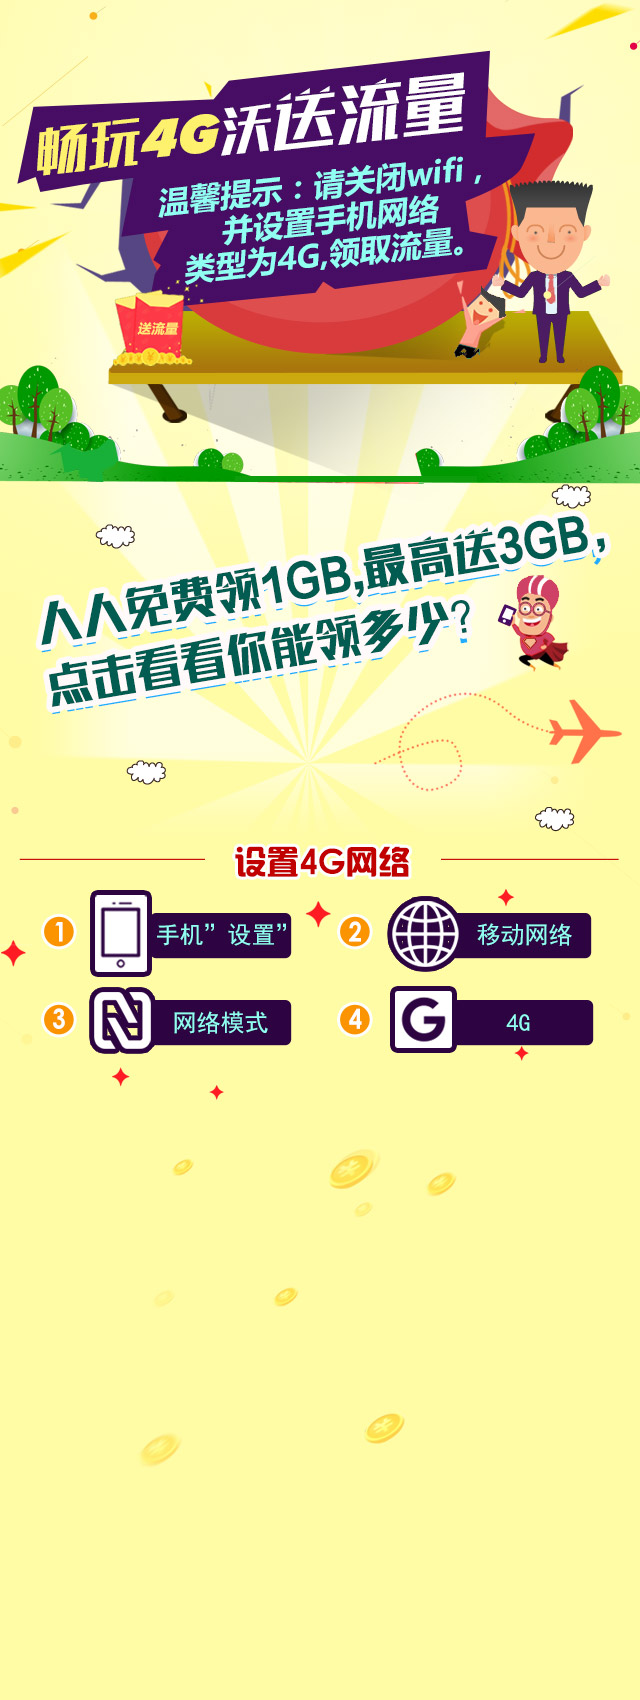 畅玩4G沃送流量
温馨提示：请关闭wifi，
并设置手机网络
类型为4G,领取流量。
送流量
人人免费领1GB,最高送3GB，
点击看看你能领多少？
设置4G网络
1 手机”设置”
2 移动网络
3 网络模式
4 G 4G